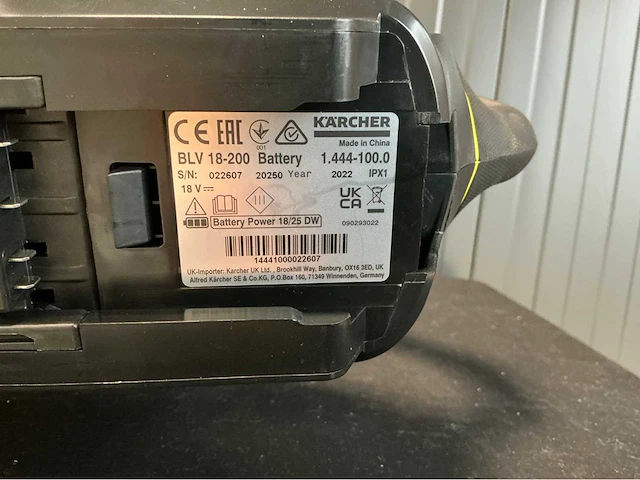 CE EAC 001 KÄRCHER
Made in China
BLV 18-200 Battery 1.444-100.0
S/N: 022607 20250 Year 2022 IPX1
18 V
UK
CA
Battery Power 18/25 DW
090293022
14441000022607
UK-Importer: Karcher UK Ltd. , Brookhill Way, Banbury, OX16 3ED, UK
Alfred Kärcher SE & Co.KG, P.O.Box 160, 71349 Winnenden, Germany